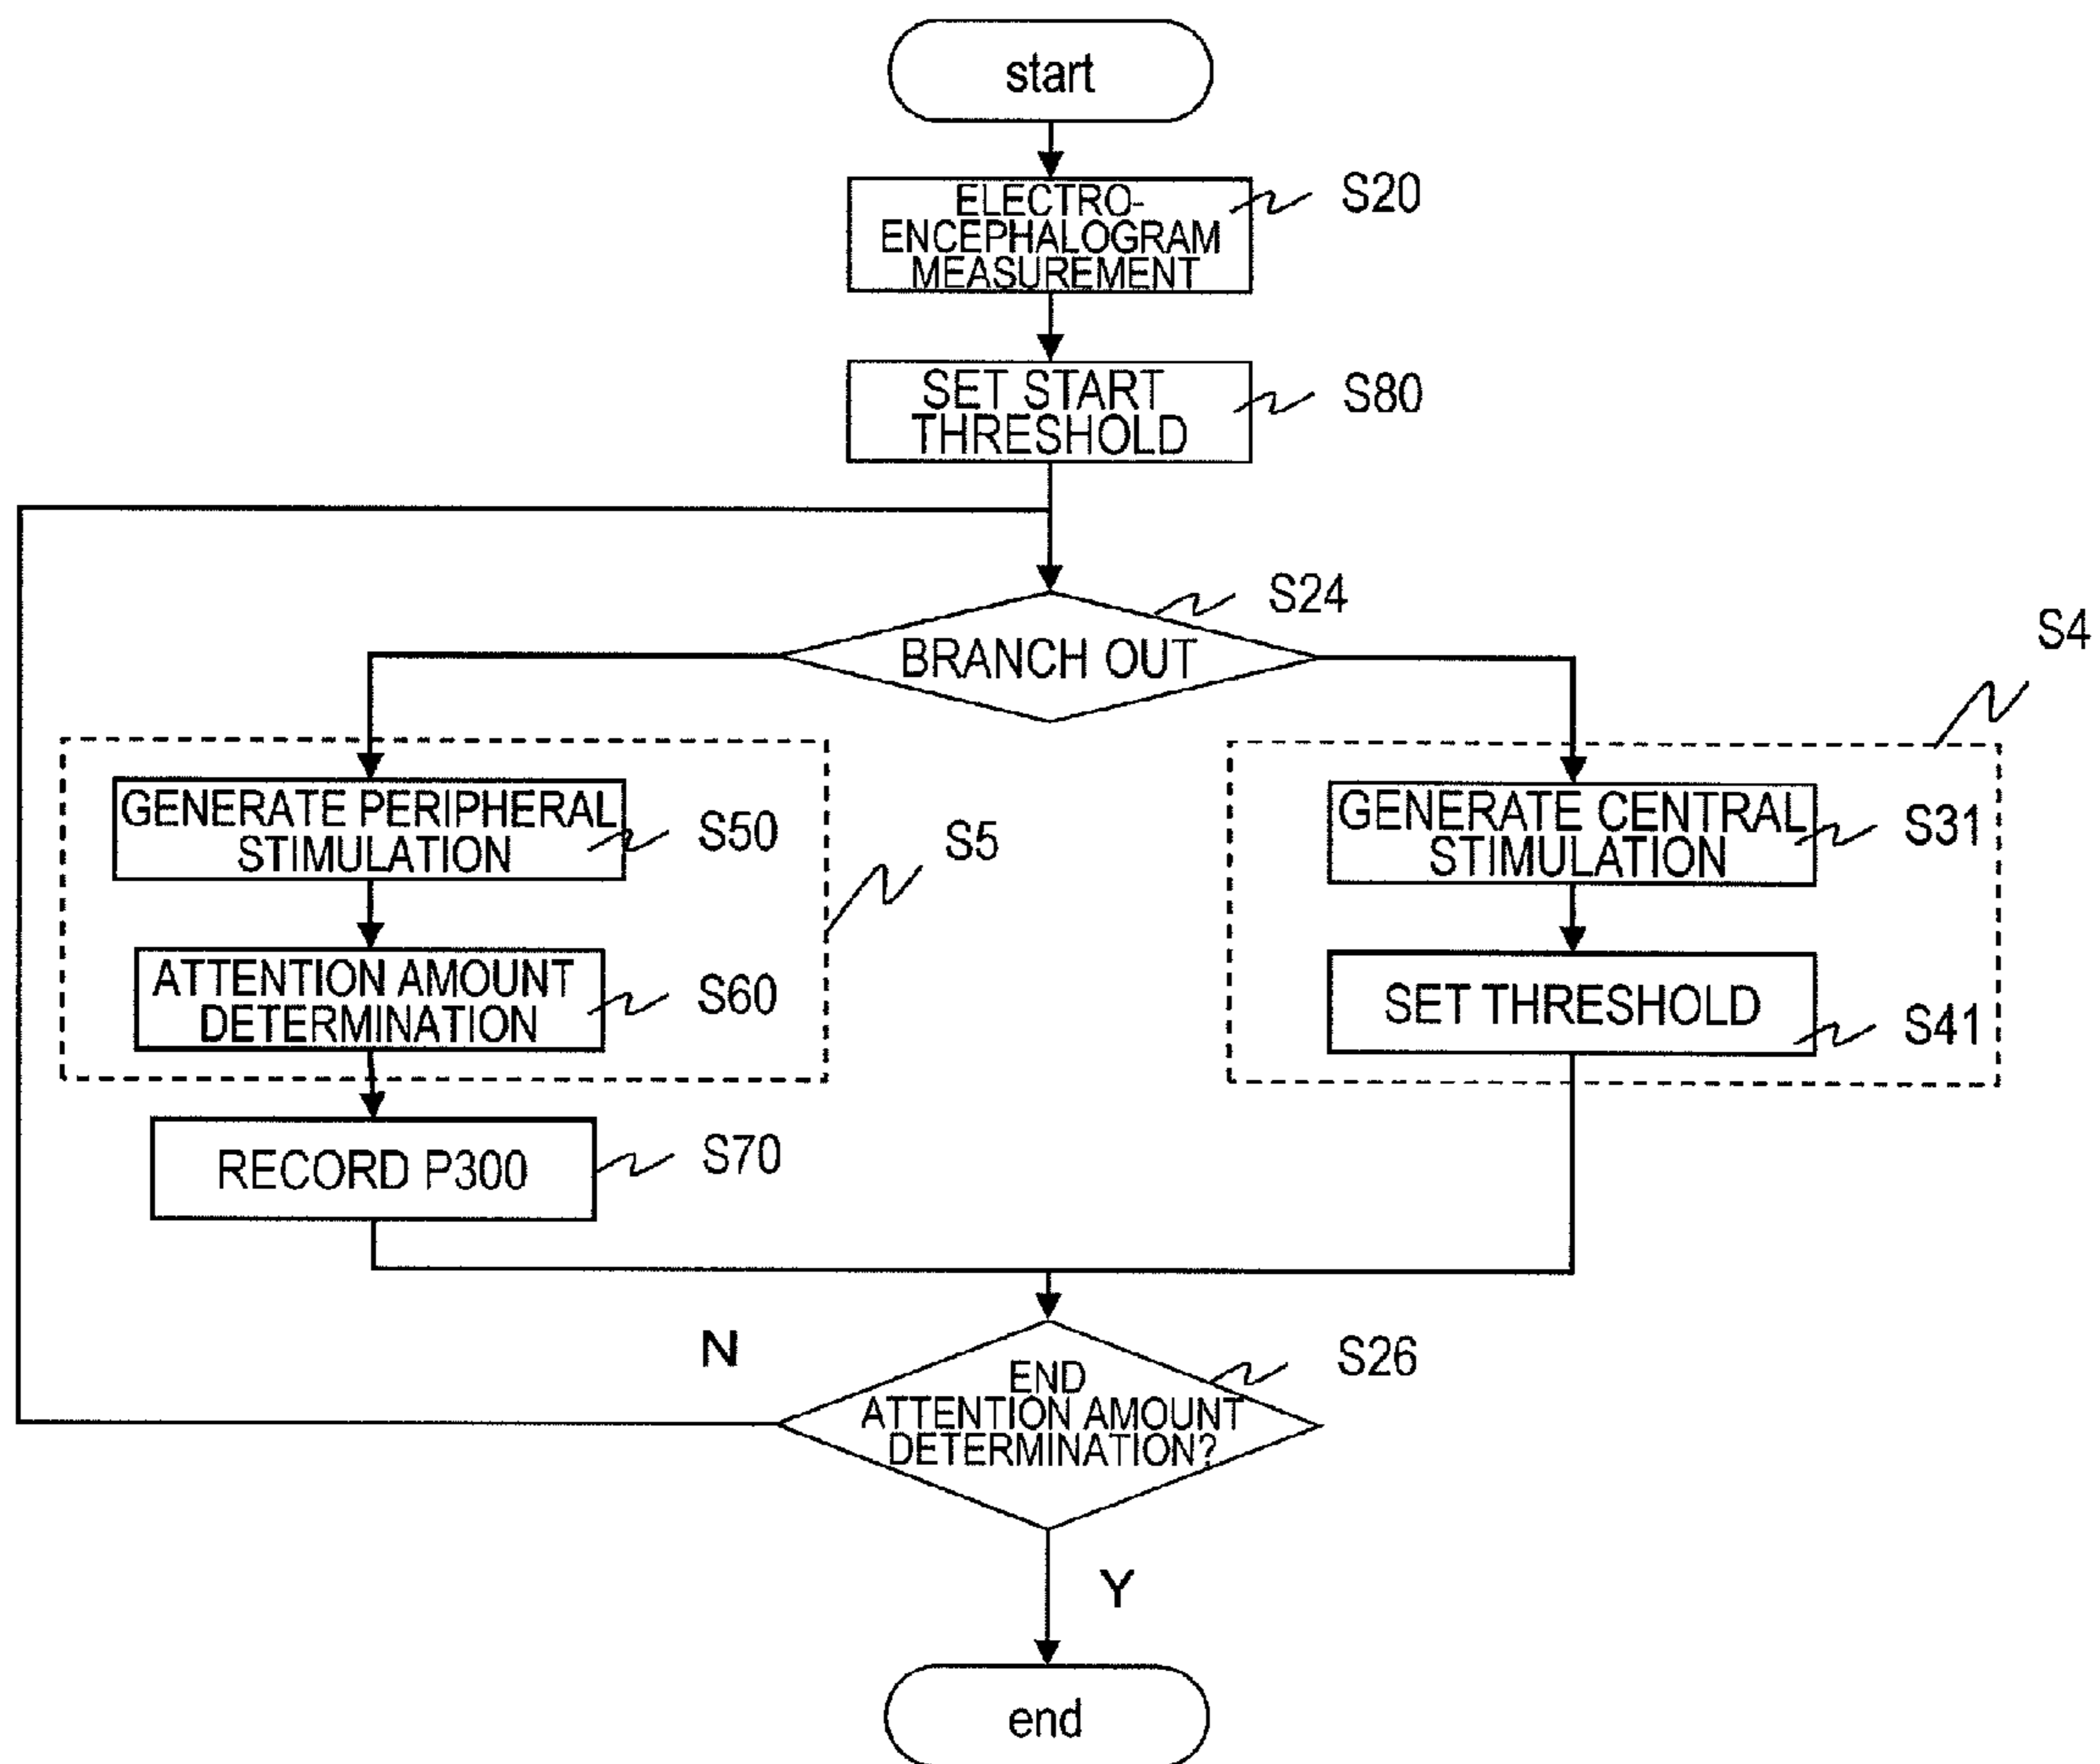 start
ELECTRO-
ENCEPHALOGRAM
MEASUREMENT
S20
SET START
THRESHOLD
S80
BRANCH OUT
S24
S4
GENERATE PERIPHERAL
STIMULATION
S50
S5
ATTENTION AMOUNT
DETERMINATION
S60
RECORD P300
S70
GENERATE CENTRAL
STIMULATION
S31
SET THRESHOLD
S41
N
END
ATTENTION AMOUNT
DETERMINATION?
S26
Y
end